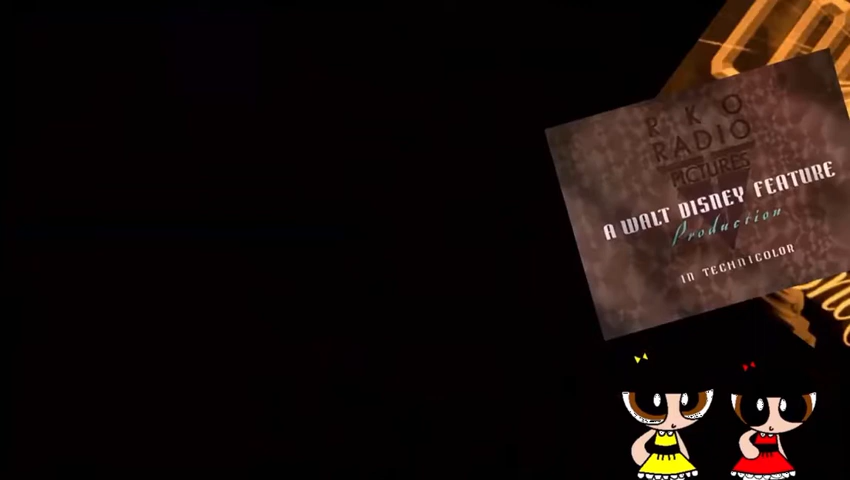 R K O
RADIO
PICTURES
A WALT DISNEY FEATURE
Production
IN TECHNICOLOR